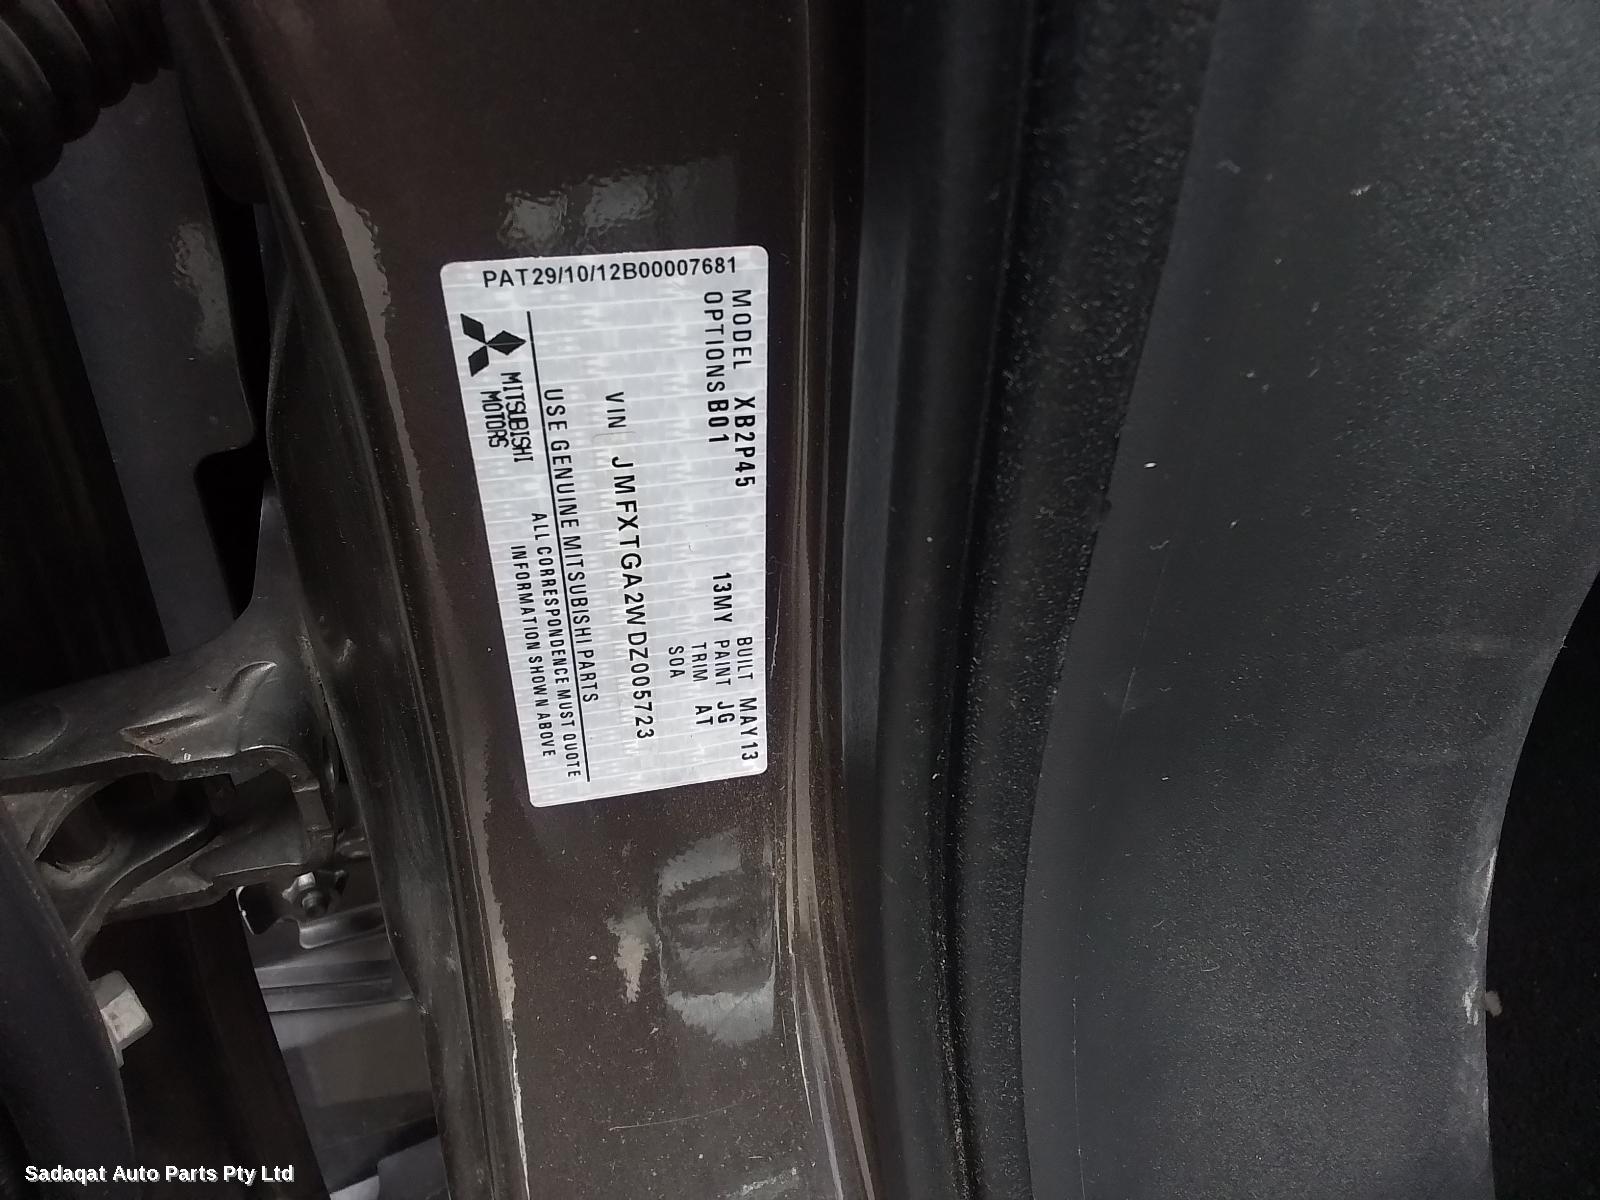 PAT29/10/12B00007681
MODEL XB2P45
OPTIONS B01
BUILT MAY13
13MY PAINT JG
TRIM AT
SOA
VIN JMFXTGA2WDZ005723
USE GENUINE MITSUBISHI PARTS
MITSUBISHI
MOTORS
ALL CORRESPONDENCE MUST QUOTE
INFORMATION SHOWN ABOVE
Sadaqat Auto Parts Pty Ltd